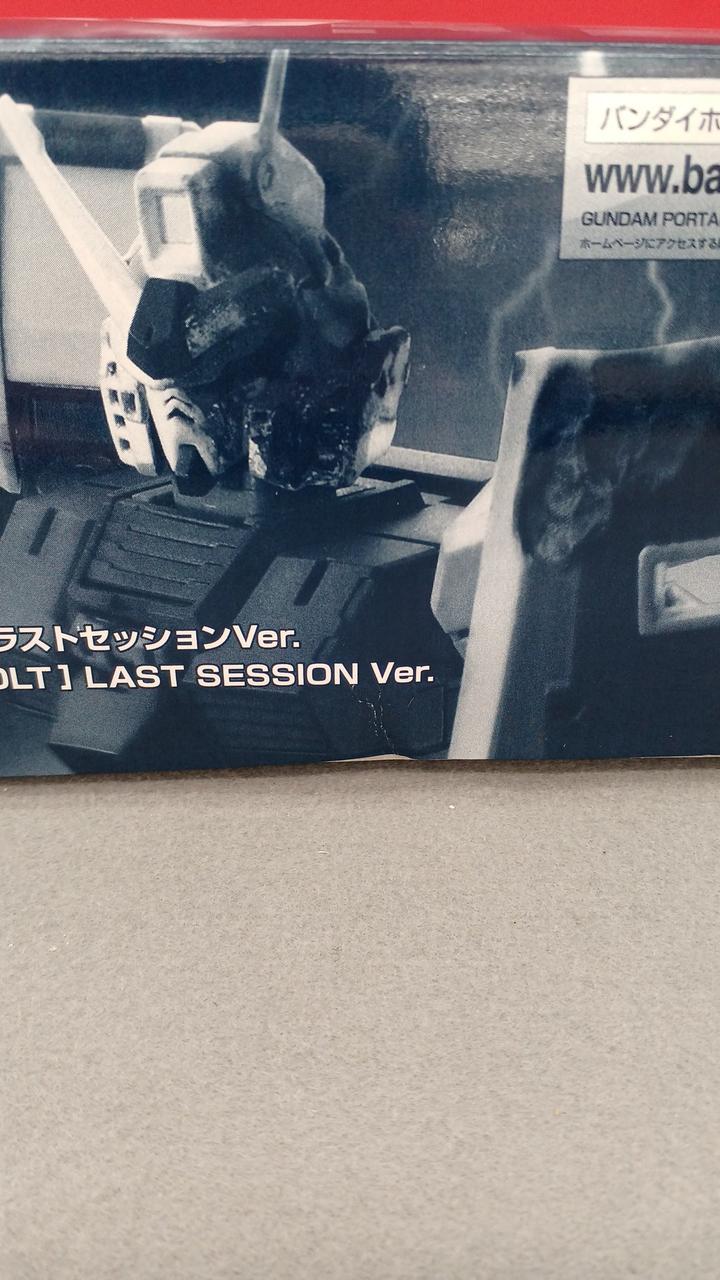 バンダイホ
www.ba
GUNDAM PORTA
ホームページにアクセスする
ラストセッションVer.
OLT] LAST SESSION Ver.